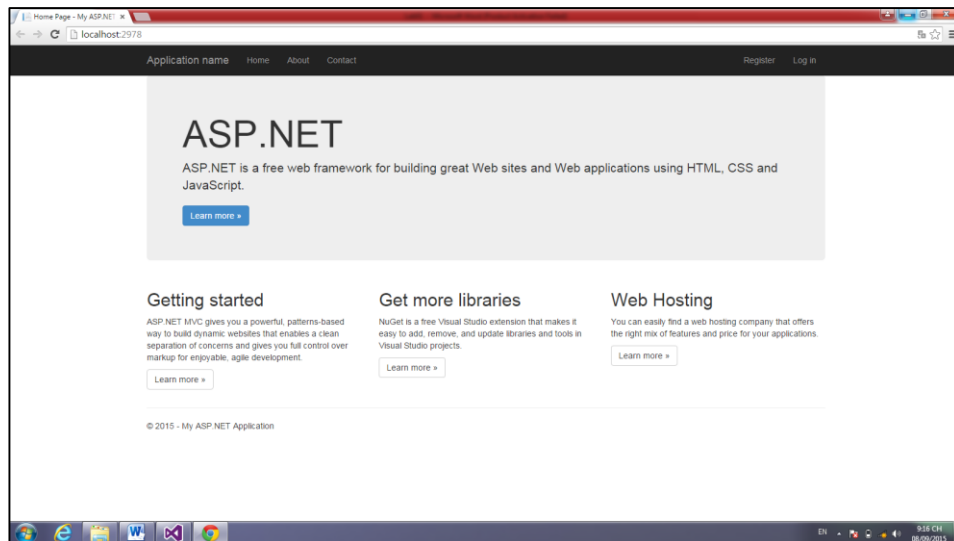 Home Page - My ASP.NET
localhost:2978
Application name Home About Contact Register Log in
ASP.NET
ASP.NET is a free web framework for building great Web sites and Web applications using HTML, CSS and
JavaScript.
Learn more »
Getting started
ASP.NET MVC gives you a powerful, patterns-based
way to build dynamic websites that enables a clean
separation of concerns and gives you full control over
markup for enjoyable, agile development.
Learn more »
Get more libraries
NuGet is a free Visual Studio extension that makes it
easy to add, remove, and update libraries and tools in
Visual Studio projects.
Learn more »
Web Hosting
You can easily find a web hosting company that offers
the right mix of features and price for your applications.
Learn more »
© 2015 - My ASP.NET Application
EN
9:16 CH
08/09/2015